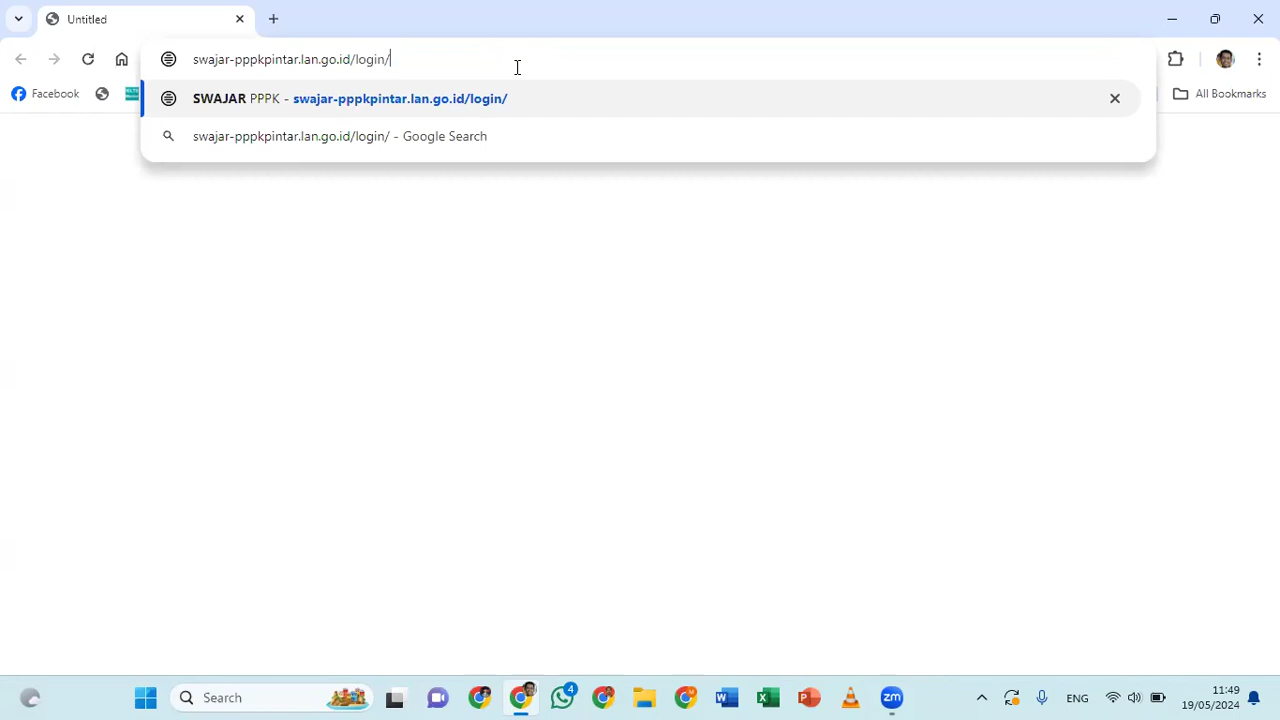 Untitled
swajar-pppkpintar.lan.go.id/login/
SWAJAR PPPK - swajar-pppkpintar.lan.go.id/login/
swajar-pppkpintar.lan.go.id/login/ - Google Search
Facebook
All Bookmarks
Search
4
ENG
11:49
19/05/2024